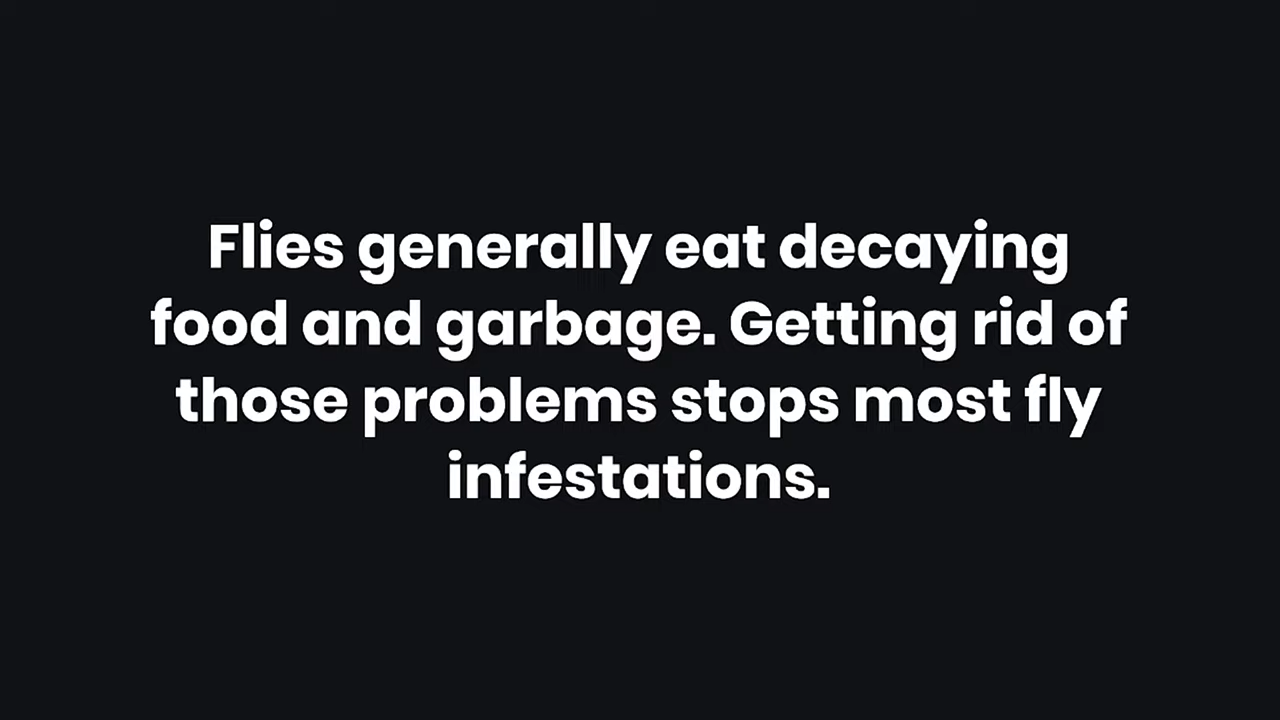 Flies generally eat decaying
food and garbage. Getting rid of
those problems stops most fly
infestations.